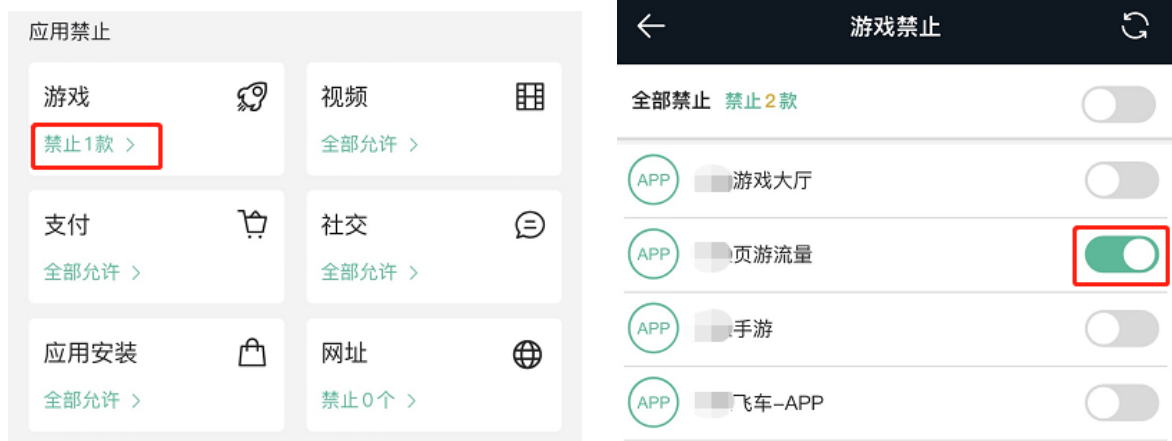 应用禁止
游戏
禁止1款 >
视频
全部允许 >
支付
全部允许 >
社交
全部允许 >
应用安装
全部允许 >
网址
禁止0个 >
游戏禁止
全部禁止 禁止2款
APP 游戏大厅
APP 页游流量
APP 手游
APP 飞车-APP